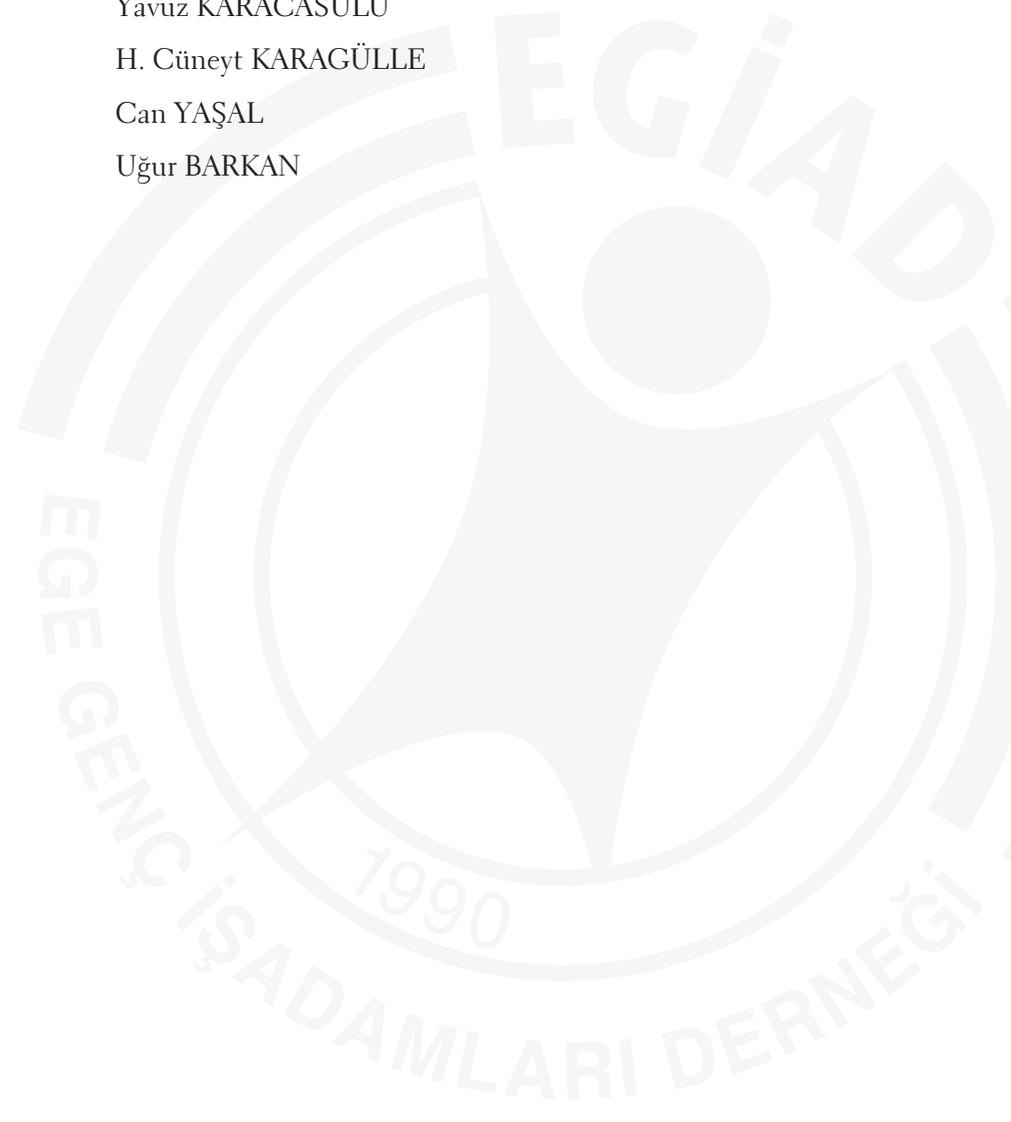 Yavuz KARACASULU
H. Cüneyt KARAGÜLLE
Can YAŞAL
Uğur BARKAN
EGİAD
1990
EGE GENÇ İŞADAMLARI DERNEĞİ